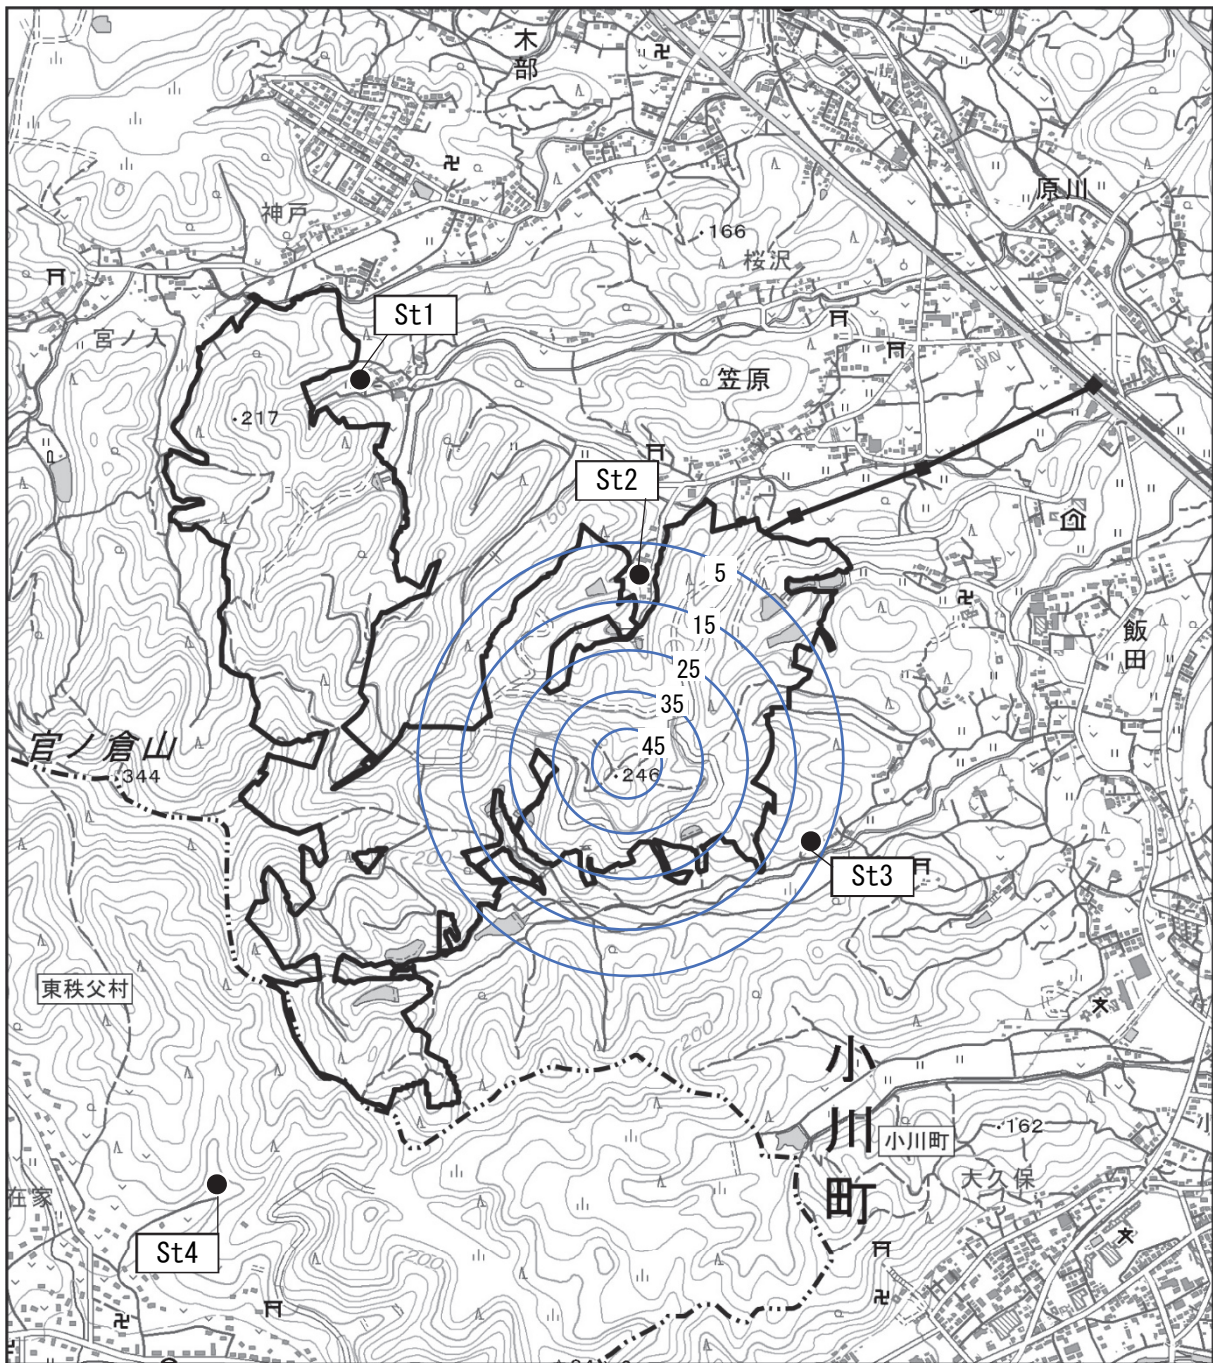 木部
神戸
・166
桜沢
原川
St1
宮ノ入
・217
笠原
St2
150
5
15
25
35
45
・246
飯田
官ノ倉山
・344
200
St3
東秩父村
200
小川町
小川町
・162
大久保
在家
St4
200